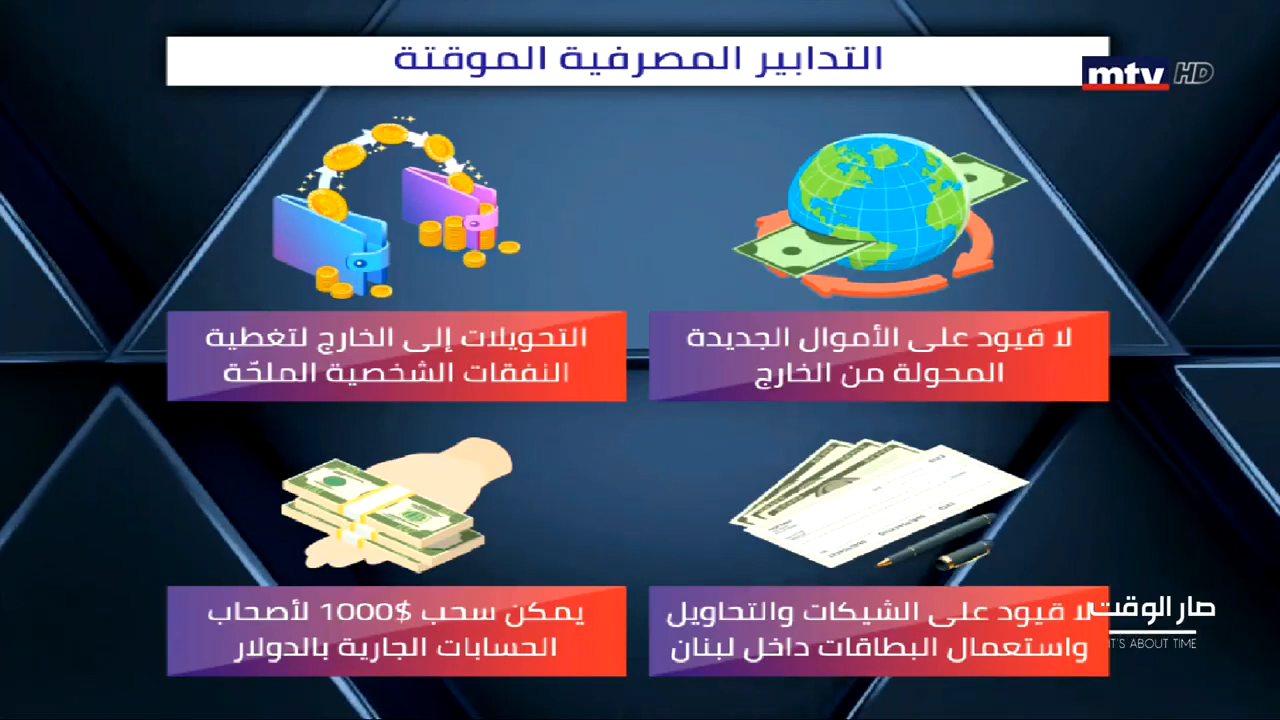 التدابير المصرفية الموقتة
mtv HD
لا قيود على الأموال الجديدة
المحولة من الخارج
التحويلات إلى الخارج لتغطية
النفقات الشخصية الملحّة
لا قيود على الشيكات والتحاويل
واستعمال البطاقات داخل لبنان
يمكن سحب $1000 لأصحاب
الحسابات الجارية بالدولار
صار الوقت
IT'S ABOUT TIME